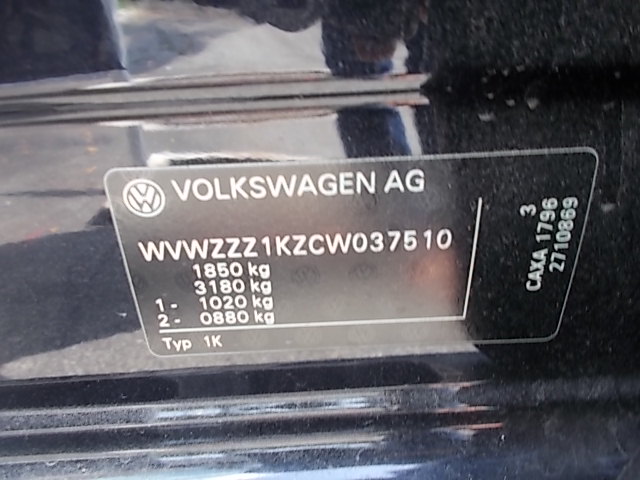 VOLKSWAGEN AG
WVWZZZ1KZCW037510
1850 kg
3180 kg
1 - 1020 kg
2 - 0880 kg
Typ 1K
3
CAXA 1796
2710869